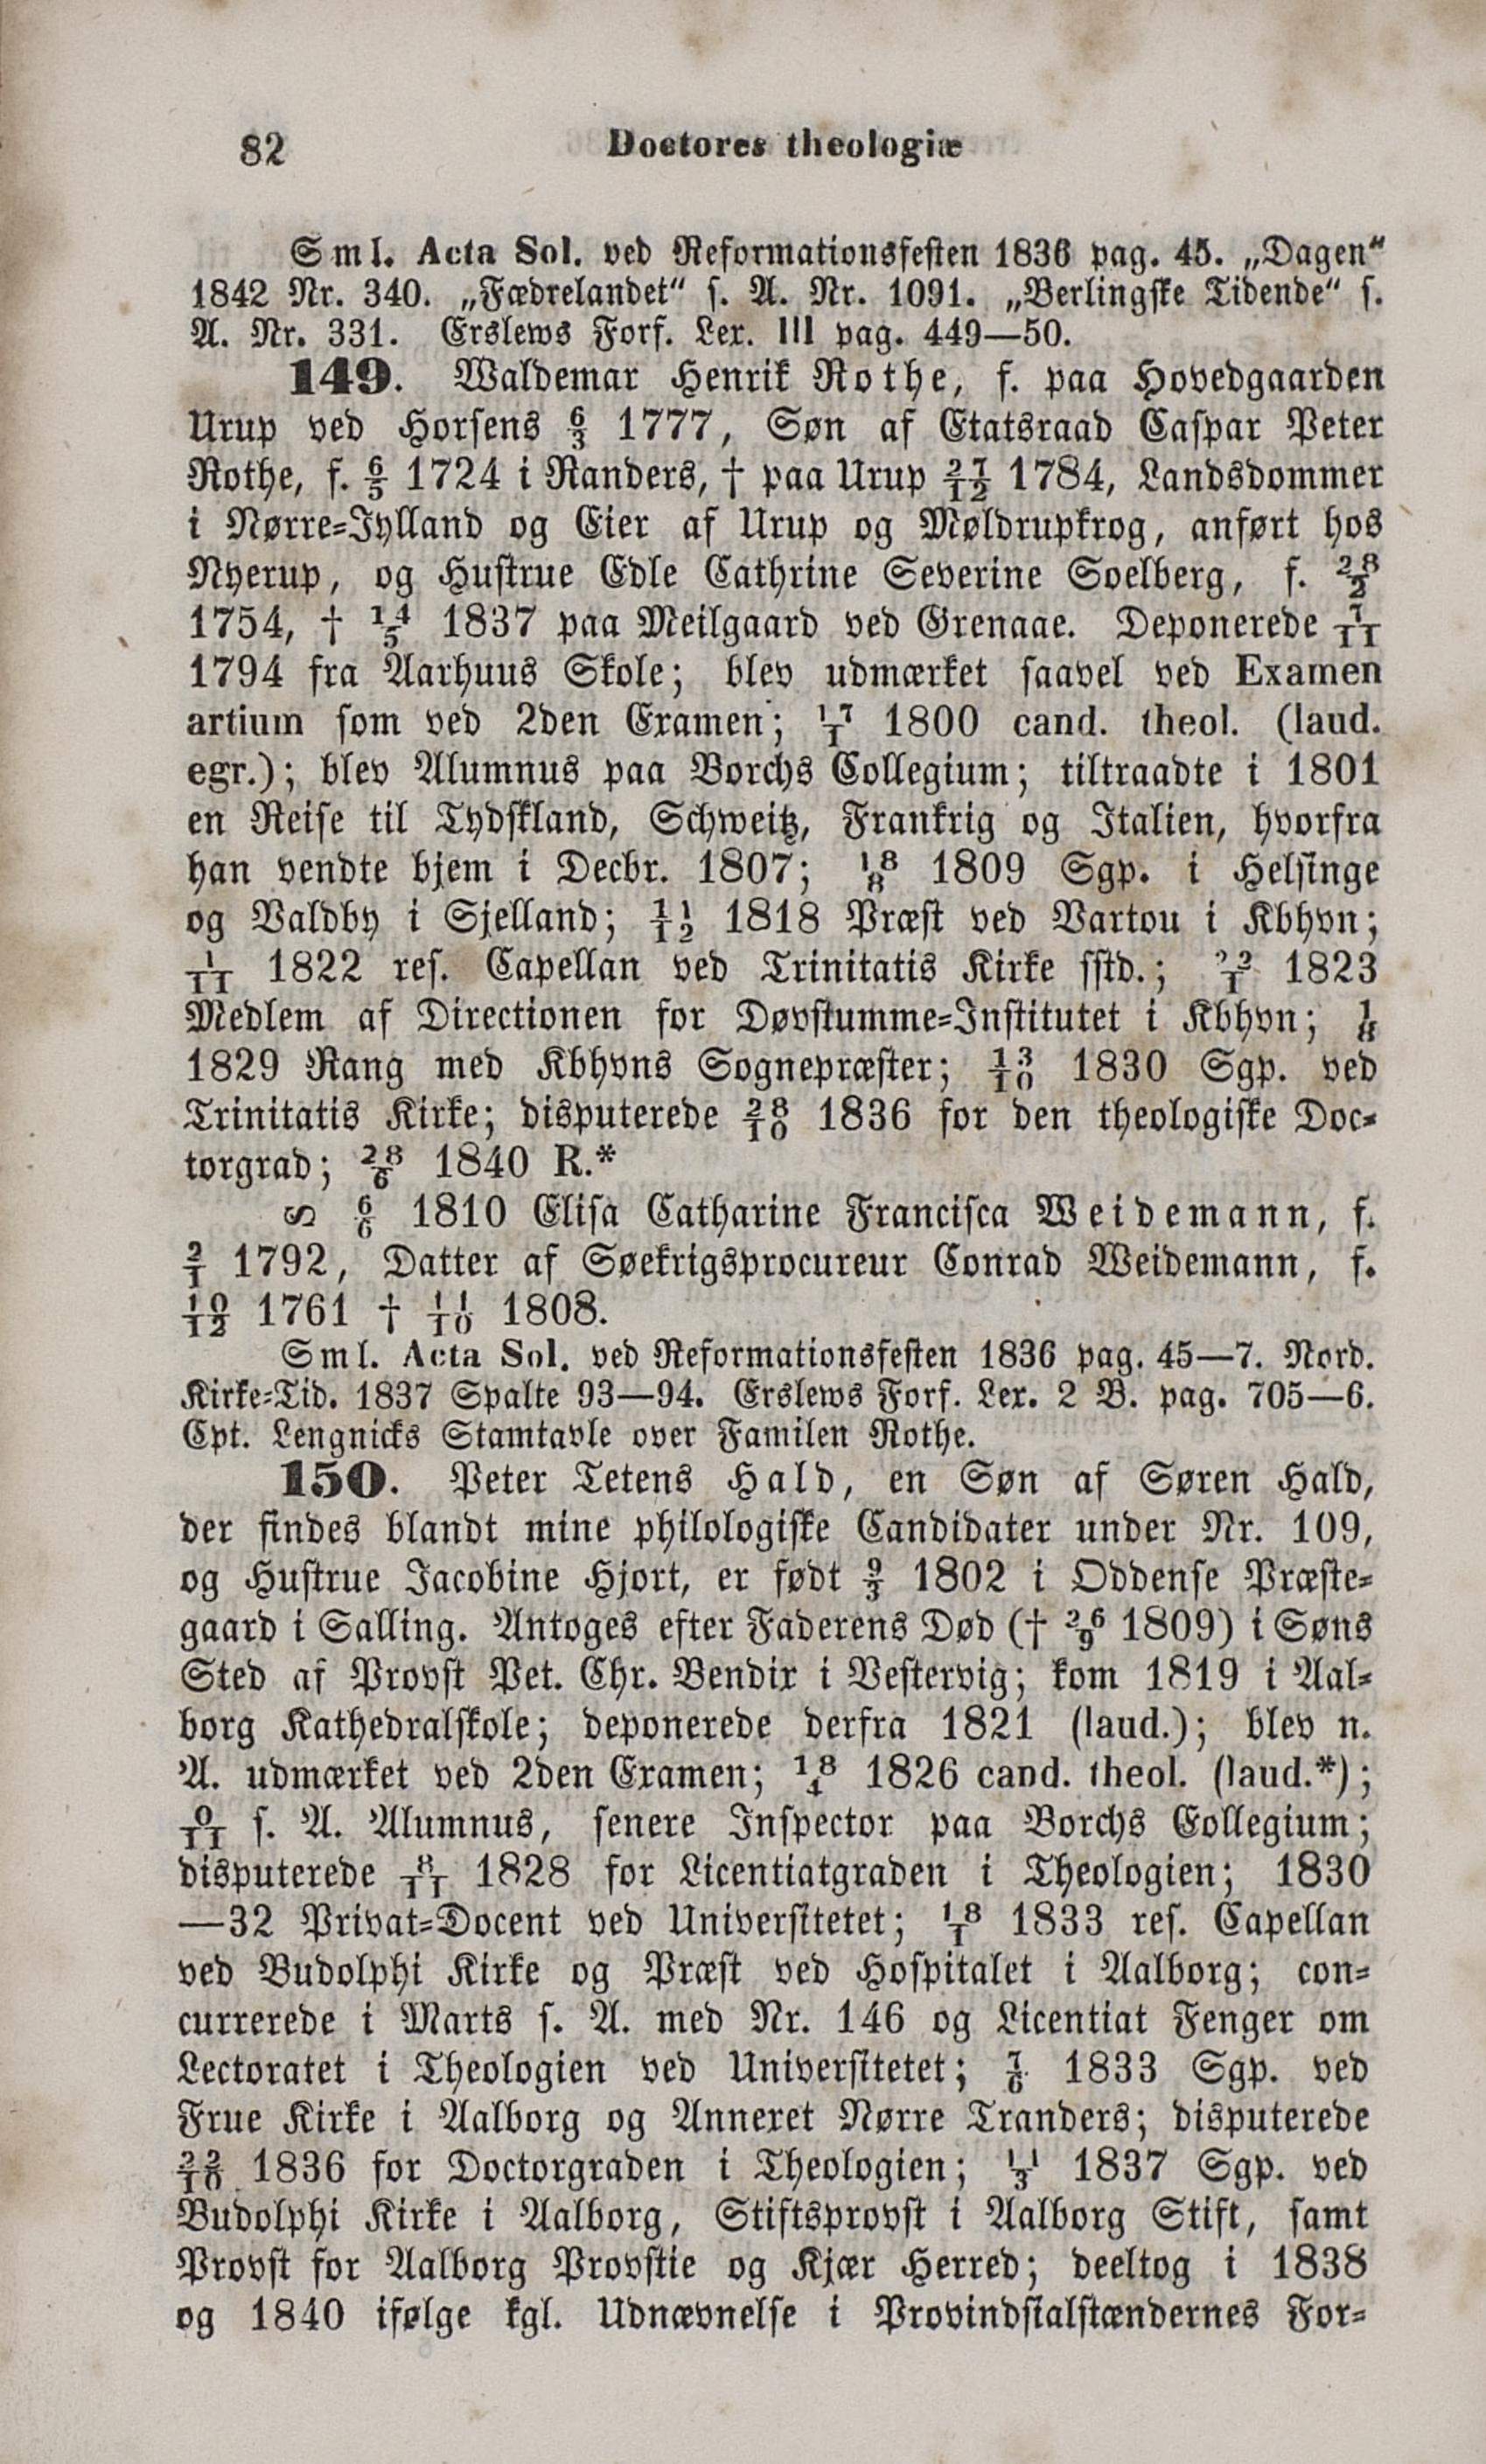 82 Doctores theologiæ
Sml. Acta Sol. ved Reformationsfesten 1836 pag. 45. „Dagen“
1842 Nr. 340. „Fædrelandet“ s. A. Nr. 1091. „Berlingske Tidende“ s.
A. Nr. 331. Erslews Forf. Lex. III pag. 449—50.
149. Waldemar Henrik Rothe, f. paa Hovedgaarden
Urup ved Horsens 6/3 1777, Søn af Etatsraad Caspar Peter
Rothe, f. 6/5 1724 i Randers, † paa Urup 27/12 1784, Landsdommer
i Nørre-Jylland og Eier af Urup og Møldrupkrog, anført hos
Nyerup, og Hustrue Edle Cathrine Severine Soelberg, f. 28/2
1754, † 14/5 1837 paa Meilgaard ved Grenaae. Deponerede 7/11
1794 fra Aarhuus Skole; blev udmærket saavel ved Examen
artium som ved 2den Examen; 17/1 1800 cand. theol. (laud.
egr.); blev Alumnus paa Borchs Collegium; tiltraadte i 1801
en Reise til Tydskland, Schweitz, Frankrig og Italien, hvorfra
han vendte hjem i Decbr. 1807; 18/8 1809 Sgp. i Helsinge
og Valdby i Sjelland; 11/12 1818 Præst ved Vartou i Kbhvn;
1/11 1822 res. Capellan ved Trinitatis Kirke sstd.; 22/1 1823
Medlem af Directionen for Døvstumme-Institutet i Kbhvn; 1/8
1829 Rang med Kbhvns Sognepræster; 13/10 1830 Sgp. ved
Trinitatis Kirke; disputerede 28/10 1836 for den theologiske Doc-
torgrad; 28/6 1840 R.*
∽ 6/6 1810 Elisa Catharine Francisca Weidemann, f.
2/1 1792, Datter af Søekrigsprocureur Conrad Weidemann, f.
10/12 1761 † 11/10 1808.
Sml. Acta Sol. ved Reformationsfesten 1836 pag. 45—7. Nord.
Kirke-Tid. 1837 Spalte 93—94. Erslews Forf. Lex. 2 B. pag. 705—6.
Cpt. Lengnicks Stamtavle over Familen Rothe.
150. Peter Tetens Hald, en Søn af Søren Hald,
der findes blandt mine philologiske Candidater under Nr. 109,
og Hustrue Jacobine Hjort, er født 9/3 1802 i Oddense Præste-
gaard i Salling. Antoges efter Faderens Død († 26/9 1809) i Søns
Sted af Provst Pet. Chr. Bendix i Vestervig; kom 1819 i Aal-
borg Kathedralskole; deponerede derfra 1821 (laud.); blev n.
A. udmærket ved 2den Examen; 18/4 1826 cand. theol. (laud.*);
9/11 s. A. Alumnus, senere Inspector paa Borchs Collegium;
disputerede 8/11 1828 for Licentiatgraden i Theologien; 1830
—32 Privat-Docent ved Universitetet; 18/1 1833 res. Capellan
ved Budolphi Kirke og Præst ved Hospitalet i Aalborg; con-
currerede i Marts s. A. med Nr. 146 og Licentiat Fenger om
Lectoratet i Theologien ved Universitetet; 7/6 1833 Sgp. ved
Frue Kirke i Aalborg og Annexet Nørre Tranders; disputerede
22/10 1836 for Doctorgraden i Theologien; 11/3 1837 Sgp. ved
Budolphi Kirke i Aalborg, Stiftsprovst i Aalborg Stift, samt
Provst for Aalborg Provstie og Kjær Herred; deeltog i 1838
og 1840 ifølge kgl. Udnævnelse i Provindsialstændernes For-